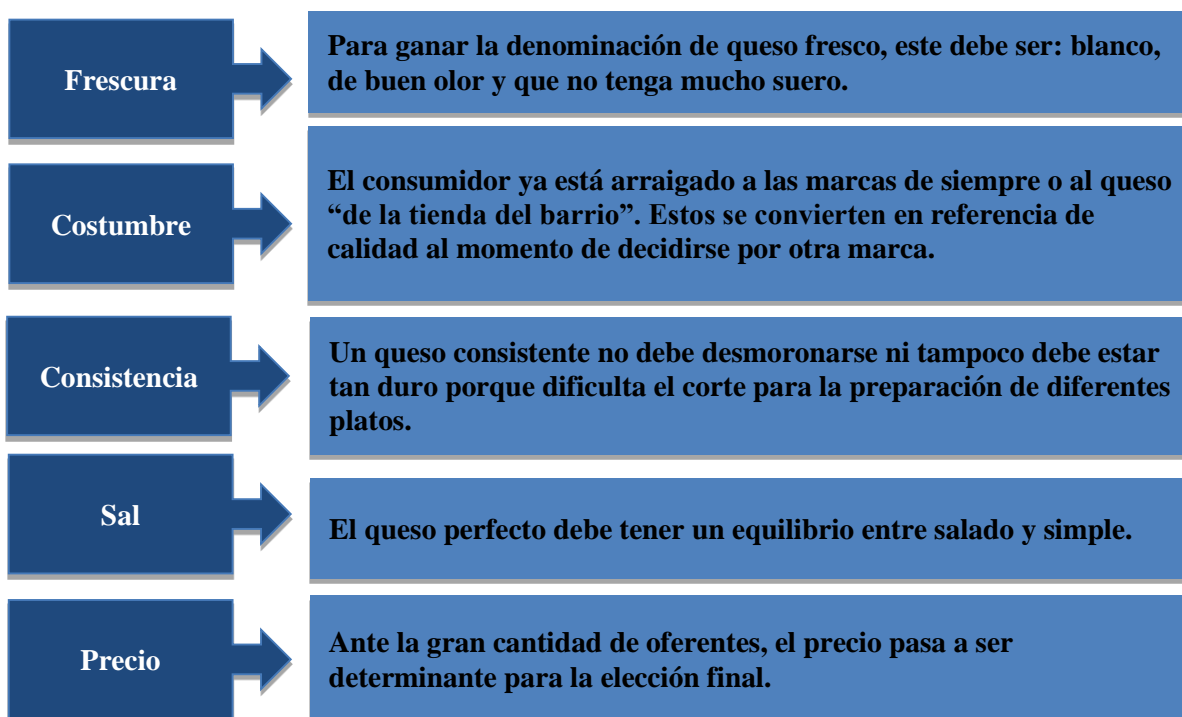 Frescura
Para ganar la denominación de queso fresco, este debe ser: blanco,
de buen olor y que no tenga mucho suero.
Costumbre
El consumidor ya está arraigado a las marcas de siempre o al queso
“de la tienda del barrio”. Estos se convierten en referencia de
calidad al momento de decidirse por otra marca.
Consistencia
Un queso consistente no debe desmoronarse ni tampoco debe estar
tan duro porque dificulta el corte para la preparación de diferentes
platos.
Sal
El queso perfecto debe tener un equilibrio entre salado y simple.
Precio
Ante la gran cantidad de oferentes, el precio pasa a ser
determinante para la elección final.